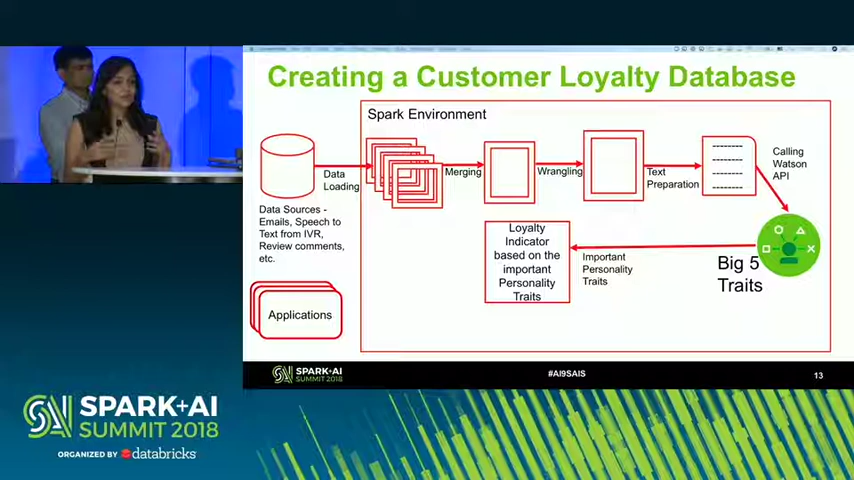 Creating a Customer Loyalty Database
Spark Environment
Data
Loading
Merging
Wrangling
Text
Preparation
Calling
Watson
API
Data Sources -
Emails, Speech to
Text from IVR,
Review comments,
etc.
Loyalty
Indicator
based on the
important
Personality
Traits
Important
Personality
Traits
Big 5
Traits
Applications
SPARK+AI
SUMMIT 2018
#AI9SAIS
13
SPARK+AI
SUMMIT 2018
ORGANIZED BY databricks